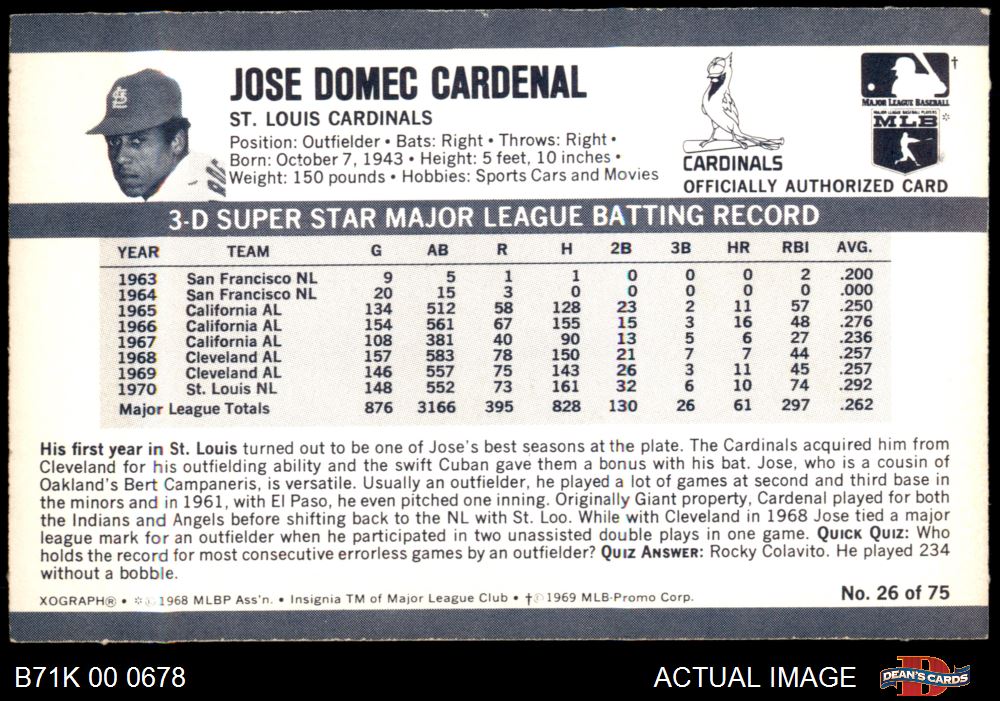 JOSE DOMEC CARDENAL
ST. LOUIS CARDINALS
Position: Outfielder • Bats: Right • Throws: Right •
Born: October 7, 1943 • Height: 5 feet, 10 inches •
Weight: 150 pounds • Hobbies: Sports Cars and Movies
CARDINALS
MAJOR LEAGUE BASEBALL †
MAJOR LEAGUE BASEBALL PLAYERS
MLB ※
OFFICIALLY AUTHORIZED CARD
3-D SUPER STAR MAJOR LEAGUE BATTING RECORD
YEAR TEAM G AB R H 2B 3B HR RBI AVG.
1963 San Francisco NL 9 5 1 1 0 0 0 2 .200
1964 San Francisco NL 20 15 3 0 0 0 0 0 .000
1965 California AL 134 512 58 128 23 2 11 57 .250
1966 California AL 154 561 67 155 15 3 16 48 .276
1967 California AL 108 381 40 90 13 5 6 27 .236
1968 Cleveland AL 157 583 78 150 21 7 7 44 .257
1969 Cleveland AL 146 557 75 143 26 3 11 45 .257
1970 St. Louis NL 148 552 73 161 32 6 10 74 .292
Major League Totals 876 3166 395 828 130 26 61 297 .262
His first year in St. Louis turned out to be one of Jose's best seasons at the plate. The Cardinals acquired him from
Cleveland for his outfielding ability and the swift Cuban gave them a bonus with his bat. Jose, who is a cousin of
Oakland's Bert Campaneris, is versatile. Usually an outfielder, he played a lot of games at second and third base in
the minors and in 1961, with El Paso, he even pitched one inning. Originally Giant property, Cardenal played for both
the Indians and Angels before shifting back to the NL with St. Loo. While with Cleveland in 1968 Jose tied a major
league mark for an outfielder when he participated in two unassisted double plays in one game. QUICK QUIZ: Who
holds the record for most consecutive errorless games by an outfielder? QUIZ ANSWER: Rocky Colavito. He played 234
without a bobble.
XOGRAPH® • ※© 1968 MLBP Ass'n. • Insignia TM of Major League Club • †© 1969 MLB-Promo Corp.
No. 26 of 75
B71K 00 0678
ACTUAL IMAGE
DEAN'S CARDS